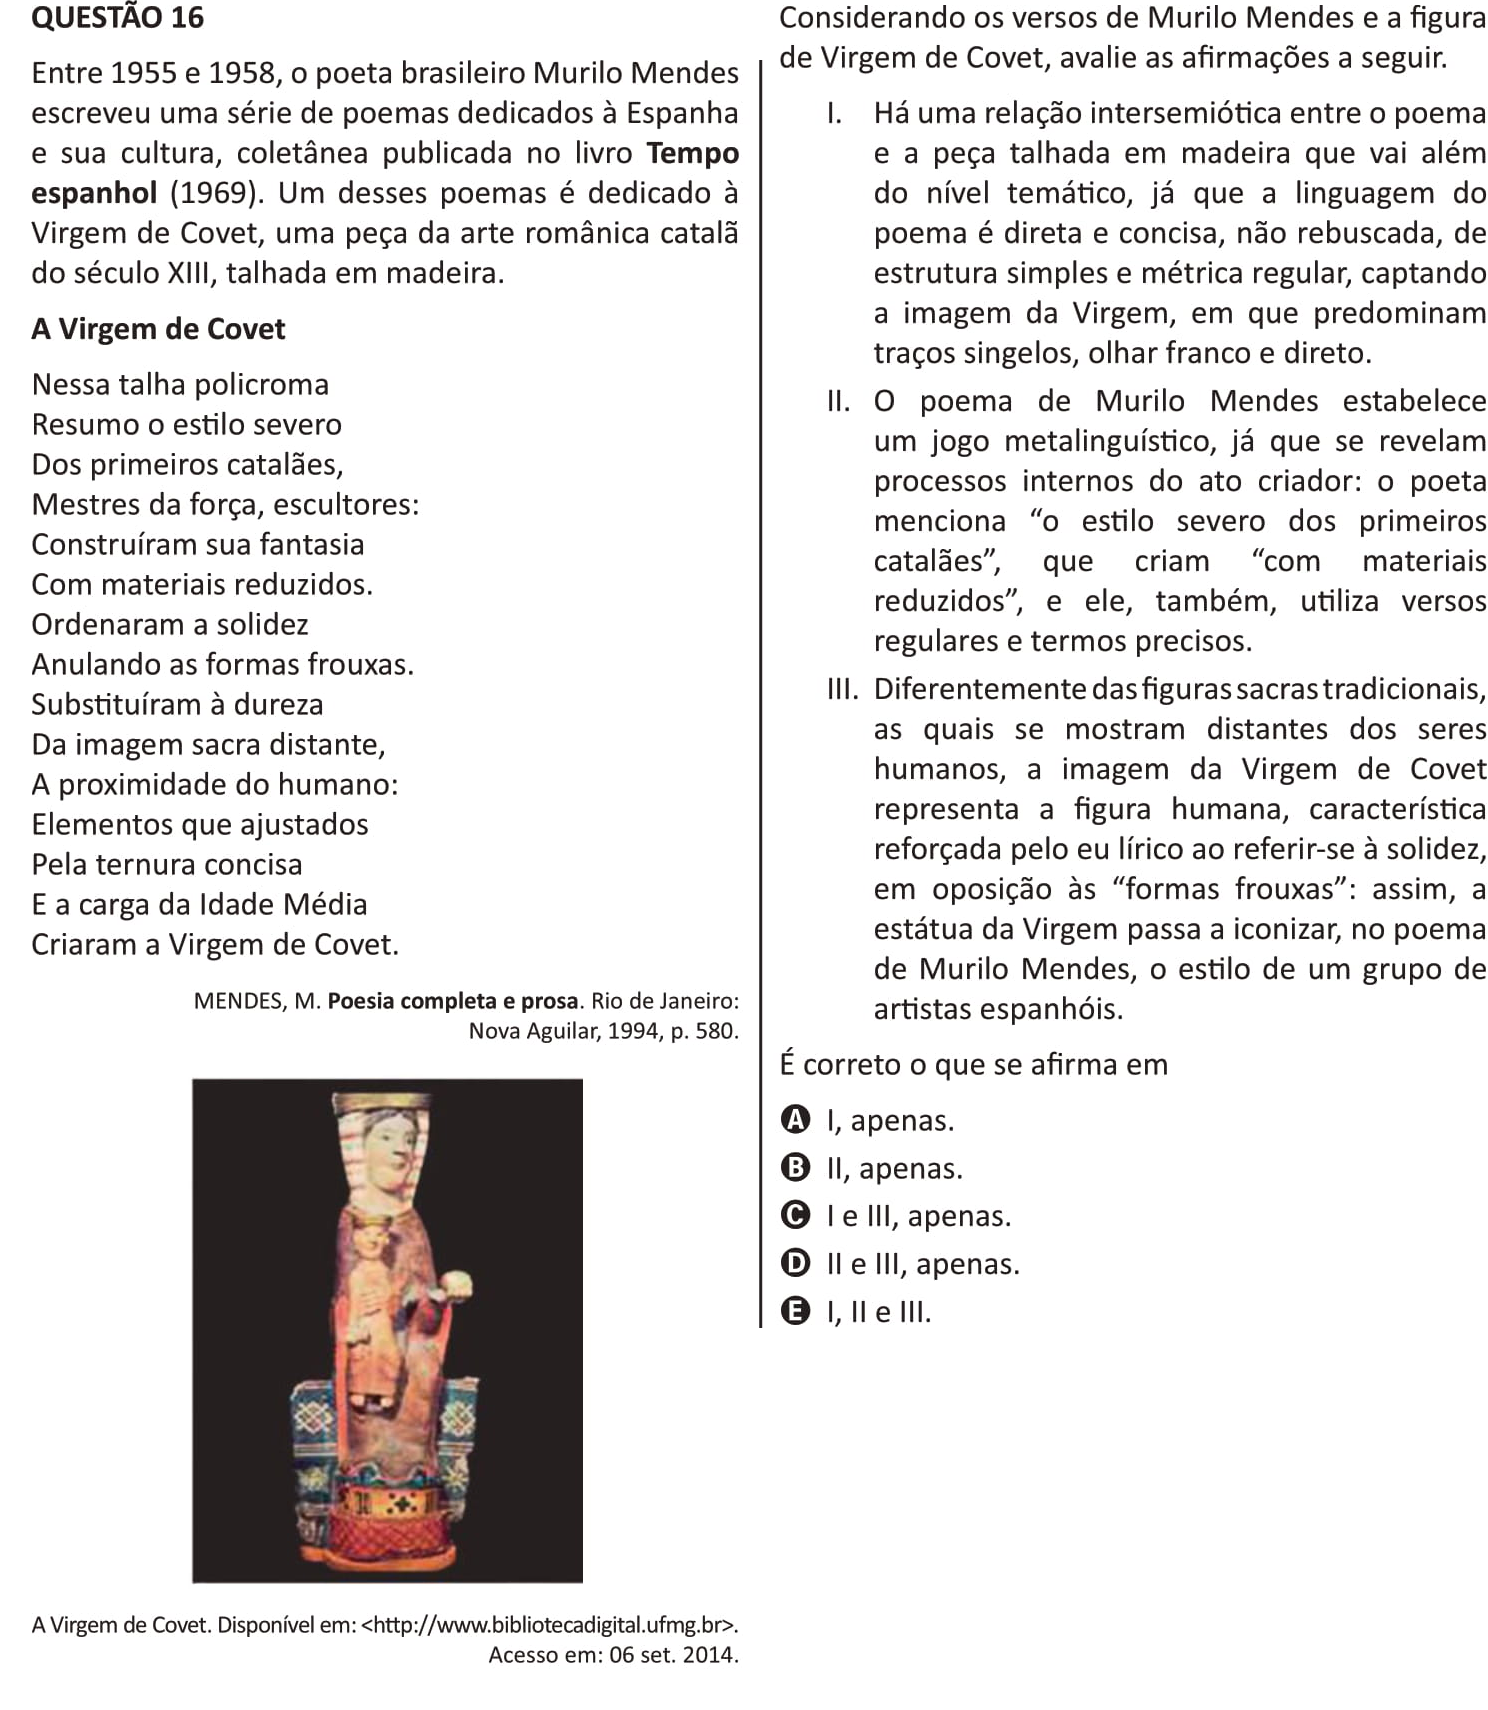 QUESTÃO 16
Entre 1955 e 1958, o poeta brasileiro Murilo Mendes
escreveu uma série de poemas dedicados à Espanha
e sua cultura, coletânea publicada no livro Tempo
espanhol (1969). Um desses poemas é dedicado à
Virgem de Covet, uma peça da arte românica catalã
do século XIII, talhada em madeira.
A Virgem de Covet
Nessa talha policroma
Resumo o estilo severo
Dos primeiros catalães,
Mestres da força, escultores:
Construíram sua fantasia
Com materiais reduzidos.
Ordenaram a solidez
Anulando as formas frouxas.
Substituíram à dureza
Da imagem sacra distante,
A proximidade do humano:
Elementos que ajustados
Pela ternura concisa
E a carga da Idade Média
Criaram a Virgem de Covet.
MENDES, M. Poesia completa e prosa. Rio de Janeiro:
Nova Aguilar, 1994, p. 580.
A Virgem de Covet. Disponível em: <http://www.bibliotecadigital.ufmg.br>.
Acesso em: 06 set. 2014.
Considerando os versos de Murilo Mendes e a figura
de Virgem de Covet, avalie as afirmações a seguir.
I. Há uma relação intersemiótica entre o poema
e a peça talhada em madeira que vai além
do nível temático, já que a linguagem do
poema é direta e concisa, não rebuscada, de
estrutura simples e métrica regular, captando
a imagem da Virgem, em que predominam
traços singelos, olhar franco e direto.
II. O poema de Murilo Mendes estabelece
um jogo metalinguístico, já que se revelam
processos internos do ato criador: o poeta
menciona “o estilo severo dos primeiros
catalães”, que criam “com materiais
reduzidos”, e ele, também, utiliza versos
regulares e termos precisos.
III. Diferentemente das figuras sacras tradicionais,
as quais se mostram distantes dos seres
humanos, a imagem da Virgem de Covet
representa a figura humana, característica
reforçada pelo eu lírico ao referir-se à solidez,
em oposição às “formas frouxas”: assim, a
estátua da Virgem passa a iconizar, no poema
de Murilo Mendes, o estilo de um grupo de
artistas espanhóis.
É correto o que se afirma em
A I, apenas.
B II, apenas.
C I e III, apenas.
D II e III, apenas.
E I, II e III.